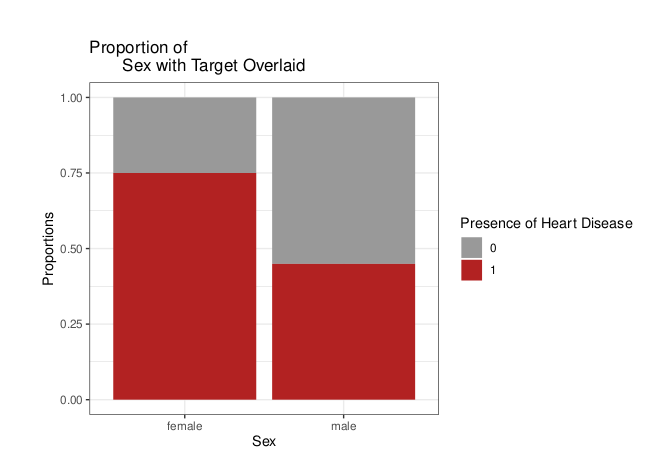 Proportion of
Sex with Target Overlaid
1.00
0.75
0.50
0.25
0.00
Proportions
female
male
Sex
Presence of Heart Disease
0
1